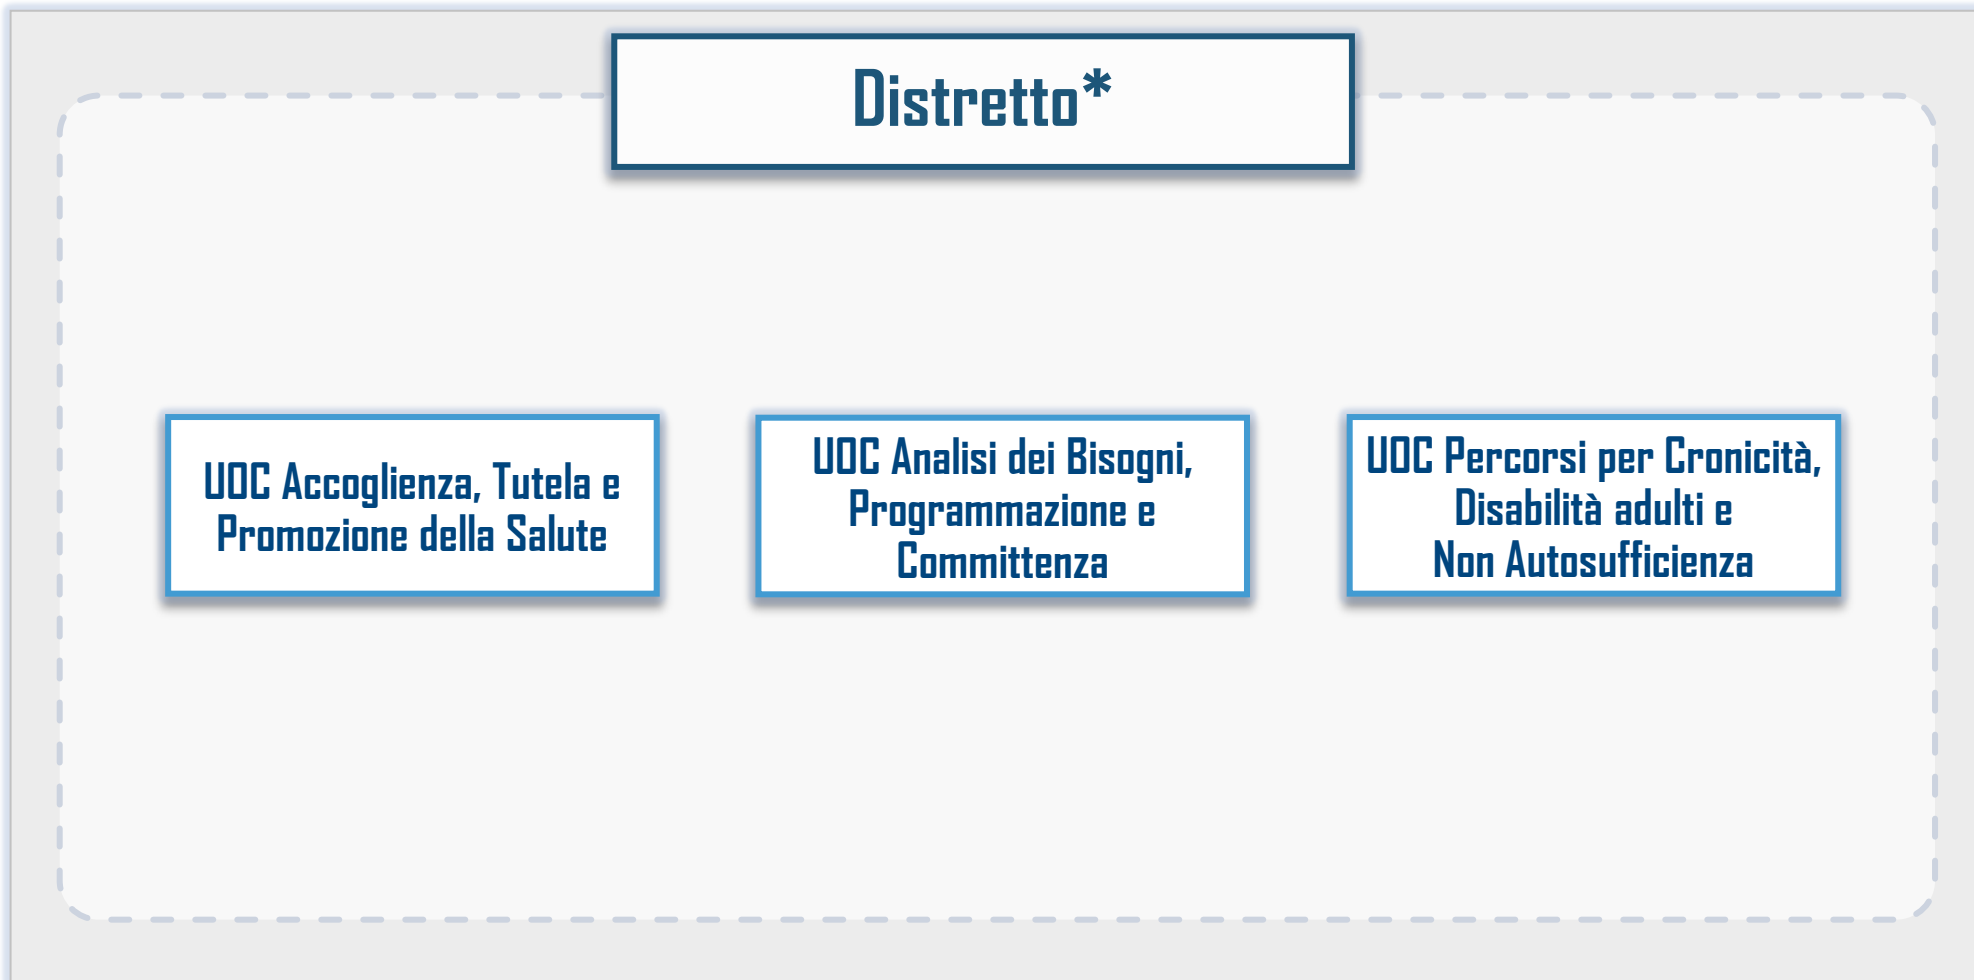 Distretto*
UOC Accoglienza, Tutela e
Promozione della Salute
UOC Analisi dei Bisogni,
Programmazione e
Committenza
UOC Percorsi per Cronicità,
Disabilità adulti e
Non Autosufficienza